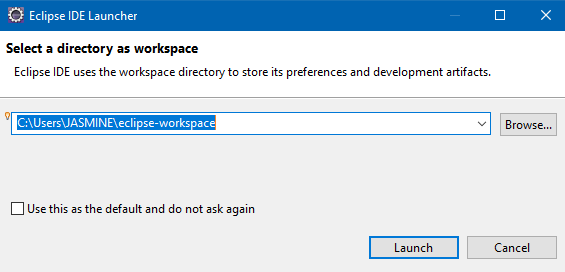 Eclipse IDE Launcher
Select a directory as workspace
Eclipse IDE uses the workspace directory to store its preferences and development artifacts.
C:\Users\JASMINE\eclipse-workspace
Browse...
Use this as the default and do not ask again
Launch
Cancel